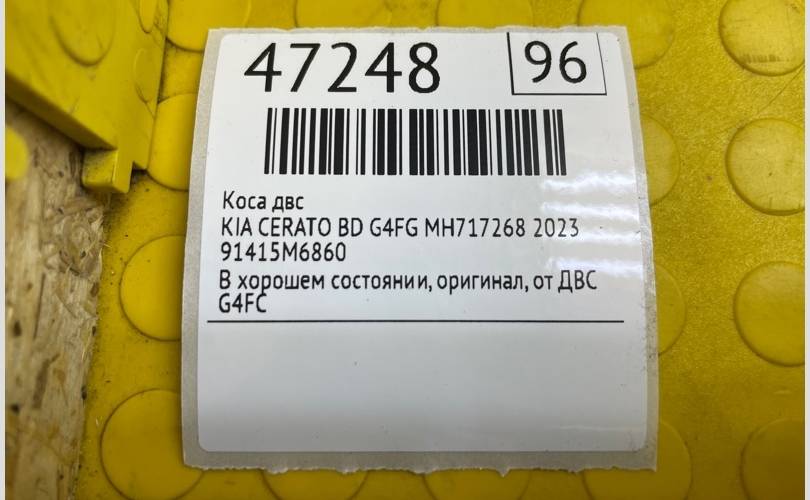 47248
96
Коса двс
KIA CERATO BD G4FG MH717268 2023
91415M6860
В хорошем состоянии, оригинал, от ДВС
G4FC